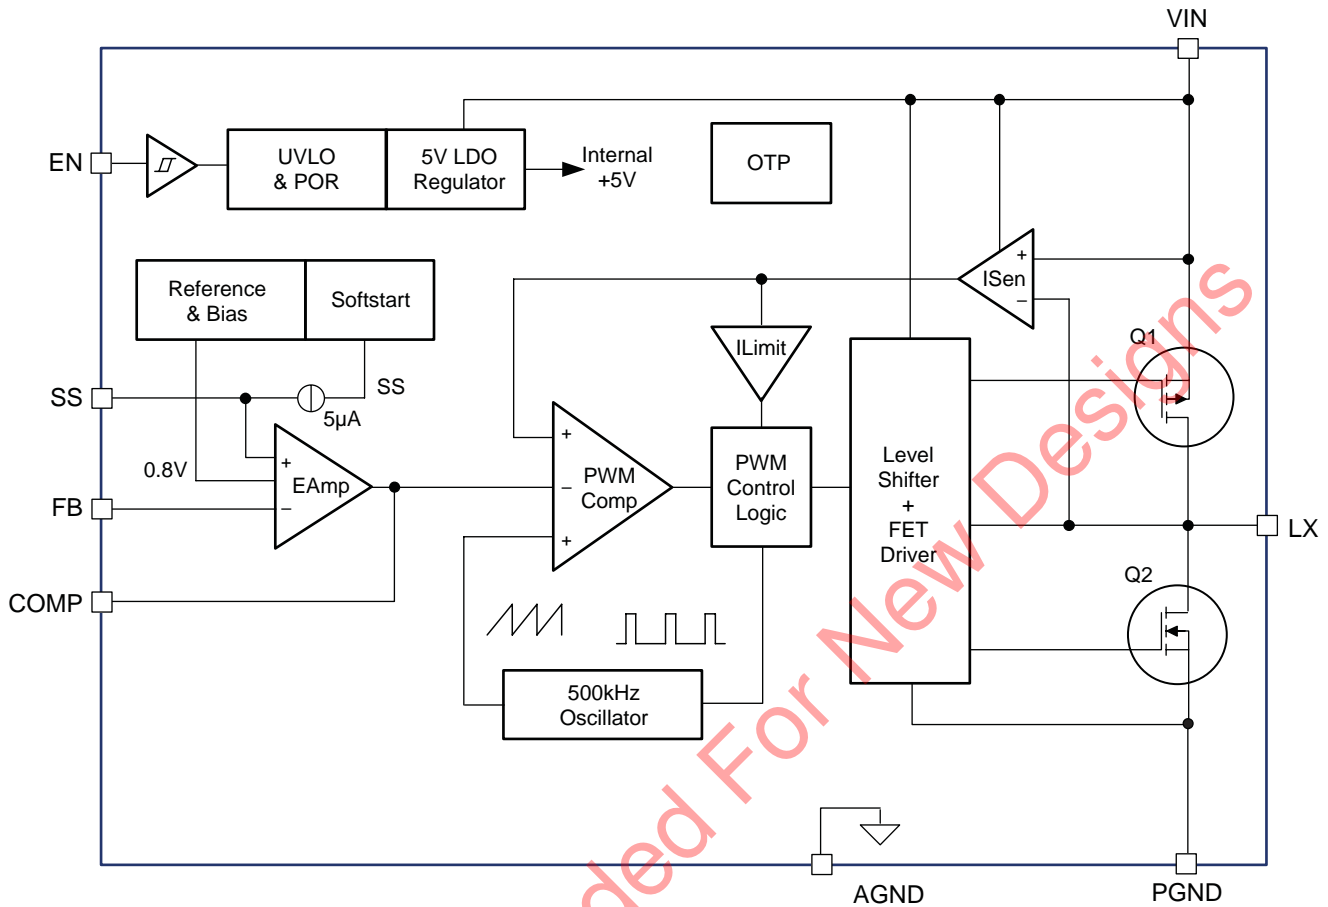 VIN
EN
UVLO
& POR
5V LDO
Regulator
Internal
+5V
OTP
Reference
& Bias
Softstart
+
ISen
−
ILimit
Q1
SS
SS
5µA
0.8V
+
EAmp
−
FB
COMP
+
−
PWM
Comp
+
PWM
Control
Logic
Level
Shifter
+
FET
Driver
LX
Q2
500kHz
Oscillator
AGND
PGND
ded For New Designs